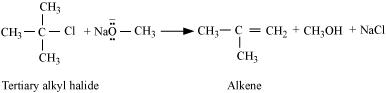 CH₃
CH₃ – C – Cl + NaÖ – CH₃ ⟶ CH₃ – C = CH₂ + CH₃OH + NaCl
CH₃ CH₃
Tertiary alkyl halide Alkene